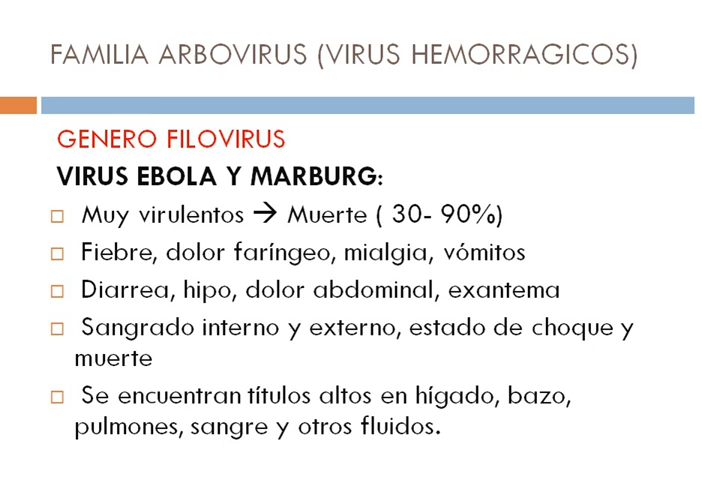 FAMILIA ARBOVIRUS (VIRUS HEMORRAGICOS)
GENERO FILOVIRUS
VIRUS EBOLA Y MARBURG:
Muy virulentos → Muerte ( 30- 90%)
Fiebre, dolor faríngeo, mialgia, vómitos
Diarrea, hipo, dolor abdominal, exantema
Sangrado interno y externo, estado de choque y
muerte
Se encuentran títulos altos en hígado, bazo,
pulmones, sangre y otros fluidos.